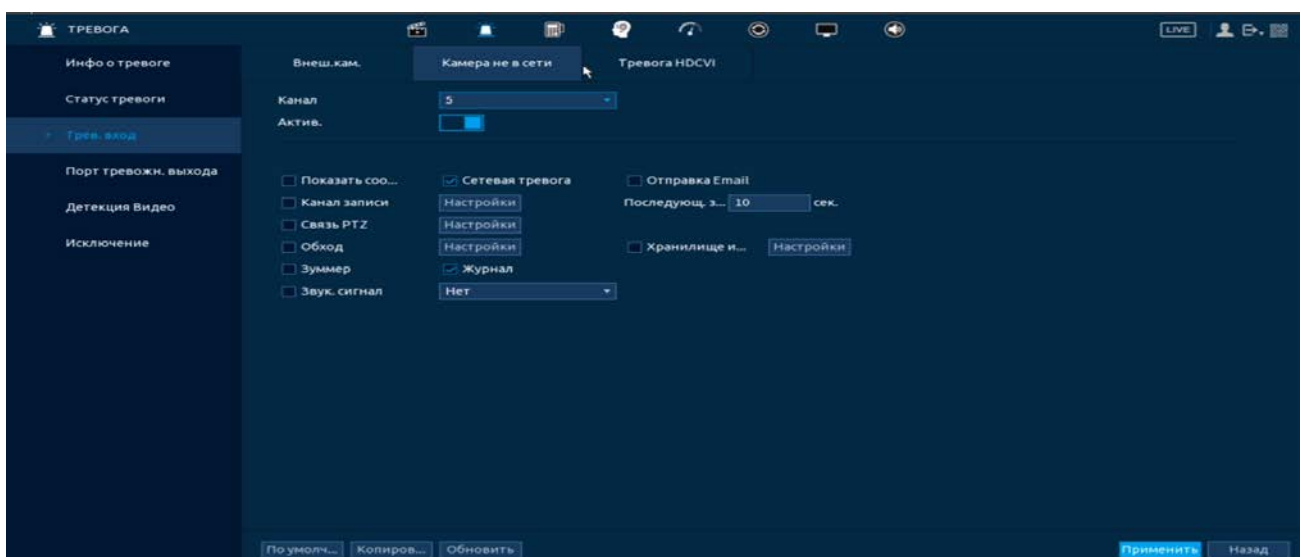 ТРЕВОГА LIVE
Инфо о тревоге
Статус тревоги
Трев. вход
Порт тревожн. выхода
Детекция Видео
Исключение
Внеш.кам. Камера не в сети Тревога HDCVI
Канал 5
Актив.
Показать соо... Сетевая тревога Отправка Email
Канал записи Настройки Последующ. з... 10 сек.
Связь PTZ Настройки
Обход Настройки Хранилище и... Настройки
Зуммер Журнал
Звук. сигнал Нет
По умолч... Копиров... Обновить Применить Назад